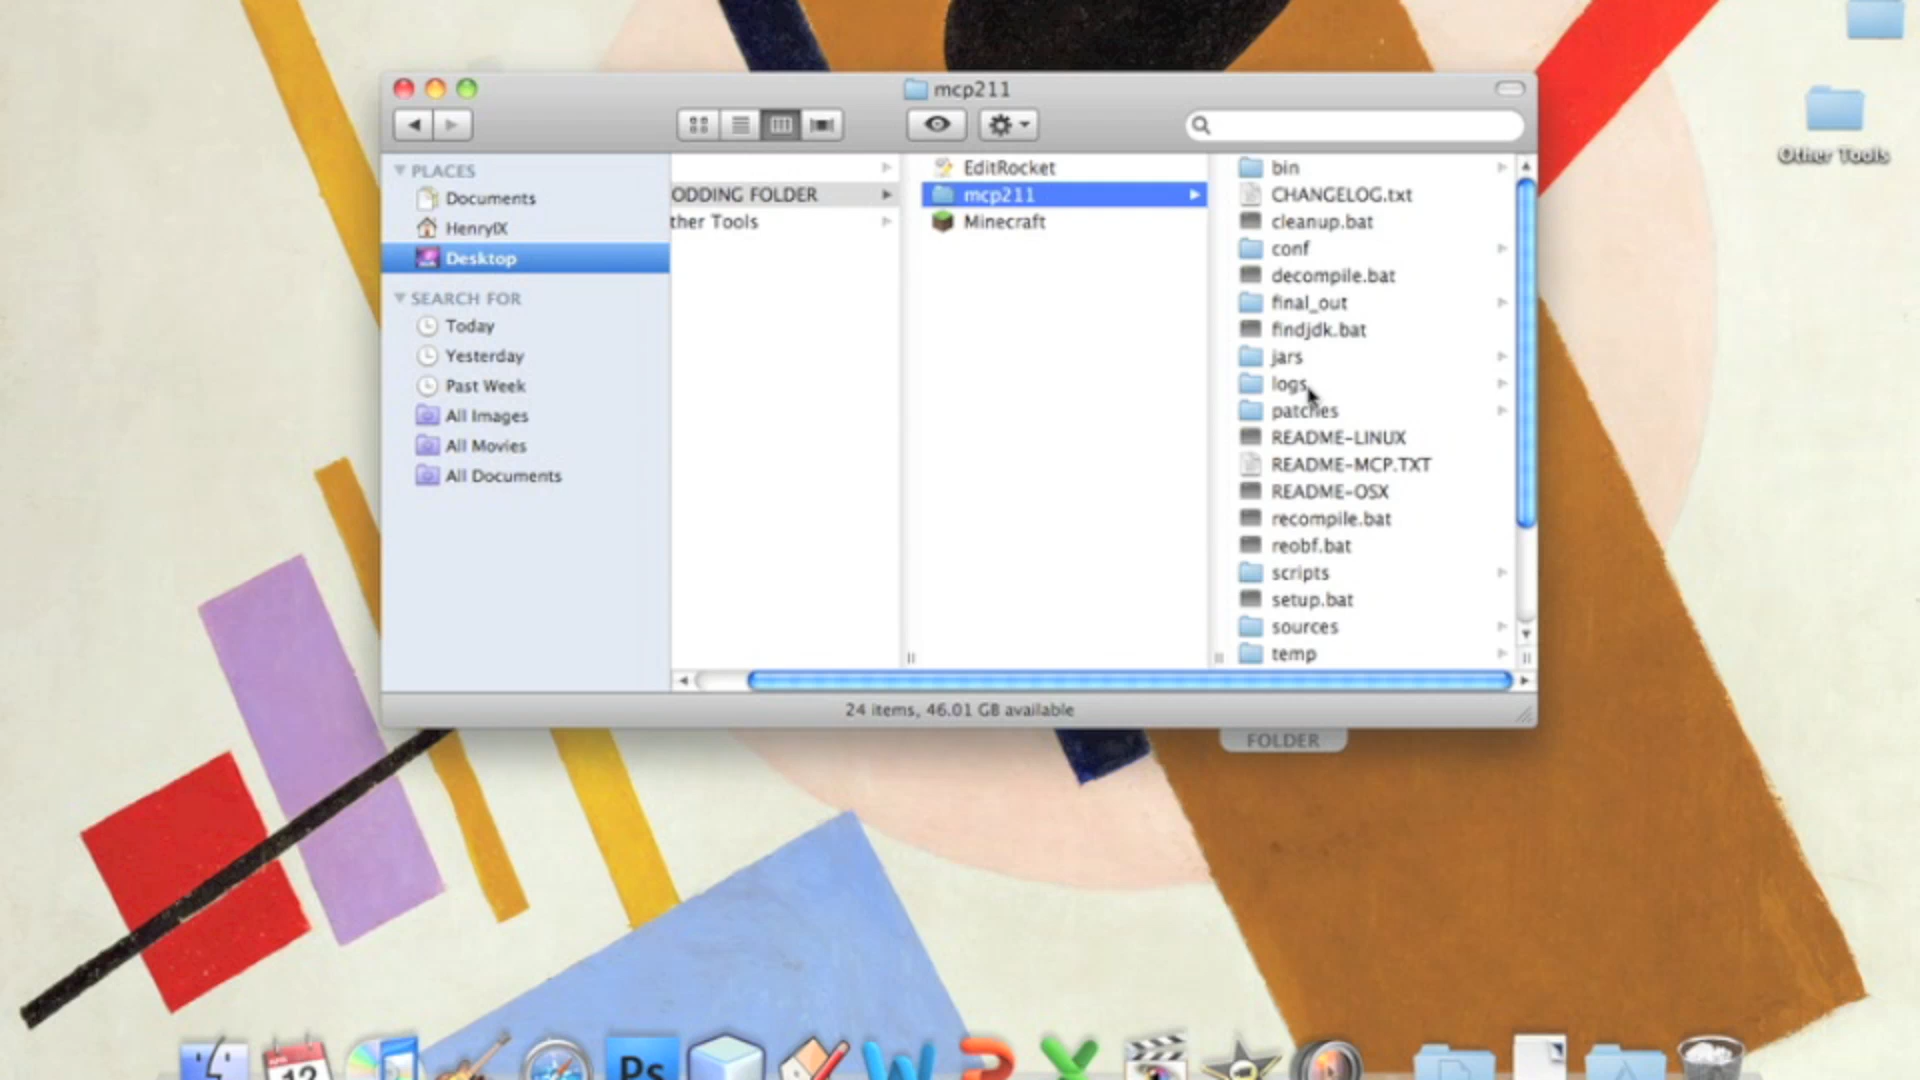 mcp211
PLACES
Documents
HenryIX
Desktop
SEARCH FOR
Today
Yesterday
Past Week
All Images
All Movies
All Documents
ODDING FOLDER
ther Tools
EditRocket
mcp211
Minecraft
bin
CHANGELOG.txt
cleanup.bat
conf
decompile.bat
final_out
findjdk.bat
jars
logs
patches
README-LINUX
README-MCP.TXT
README-OSX
recompile.bat
reobf.bat
scripts
setup.bat
sources
temp
24 items, 46.01 GB available
FOLDER
Other Tools
12
Ps